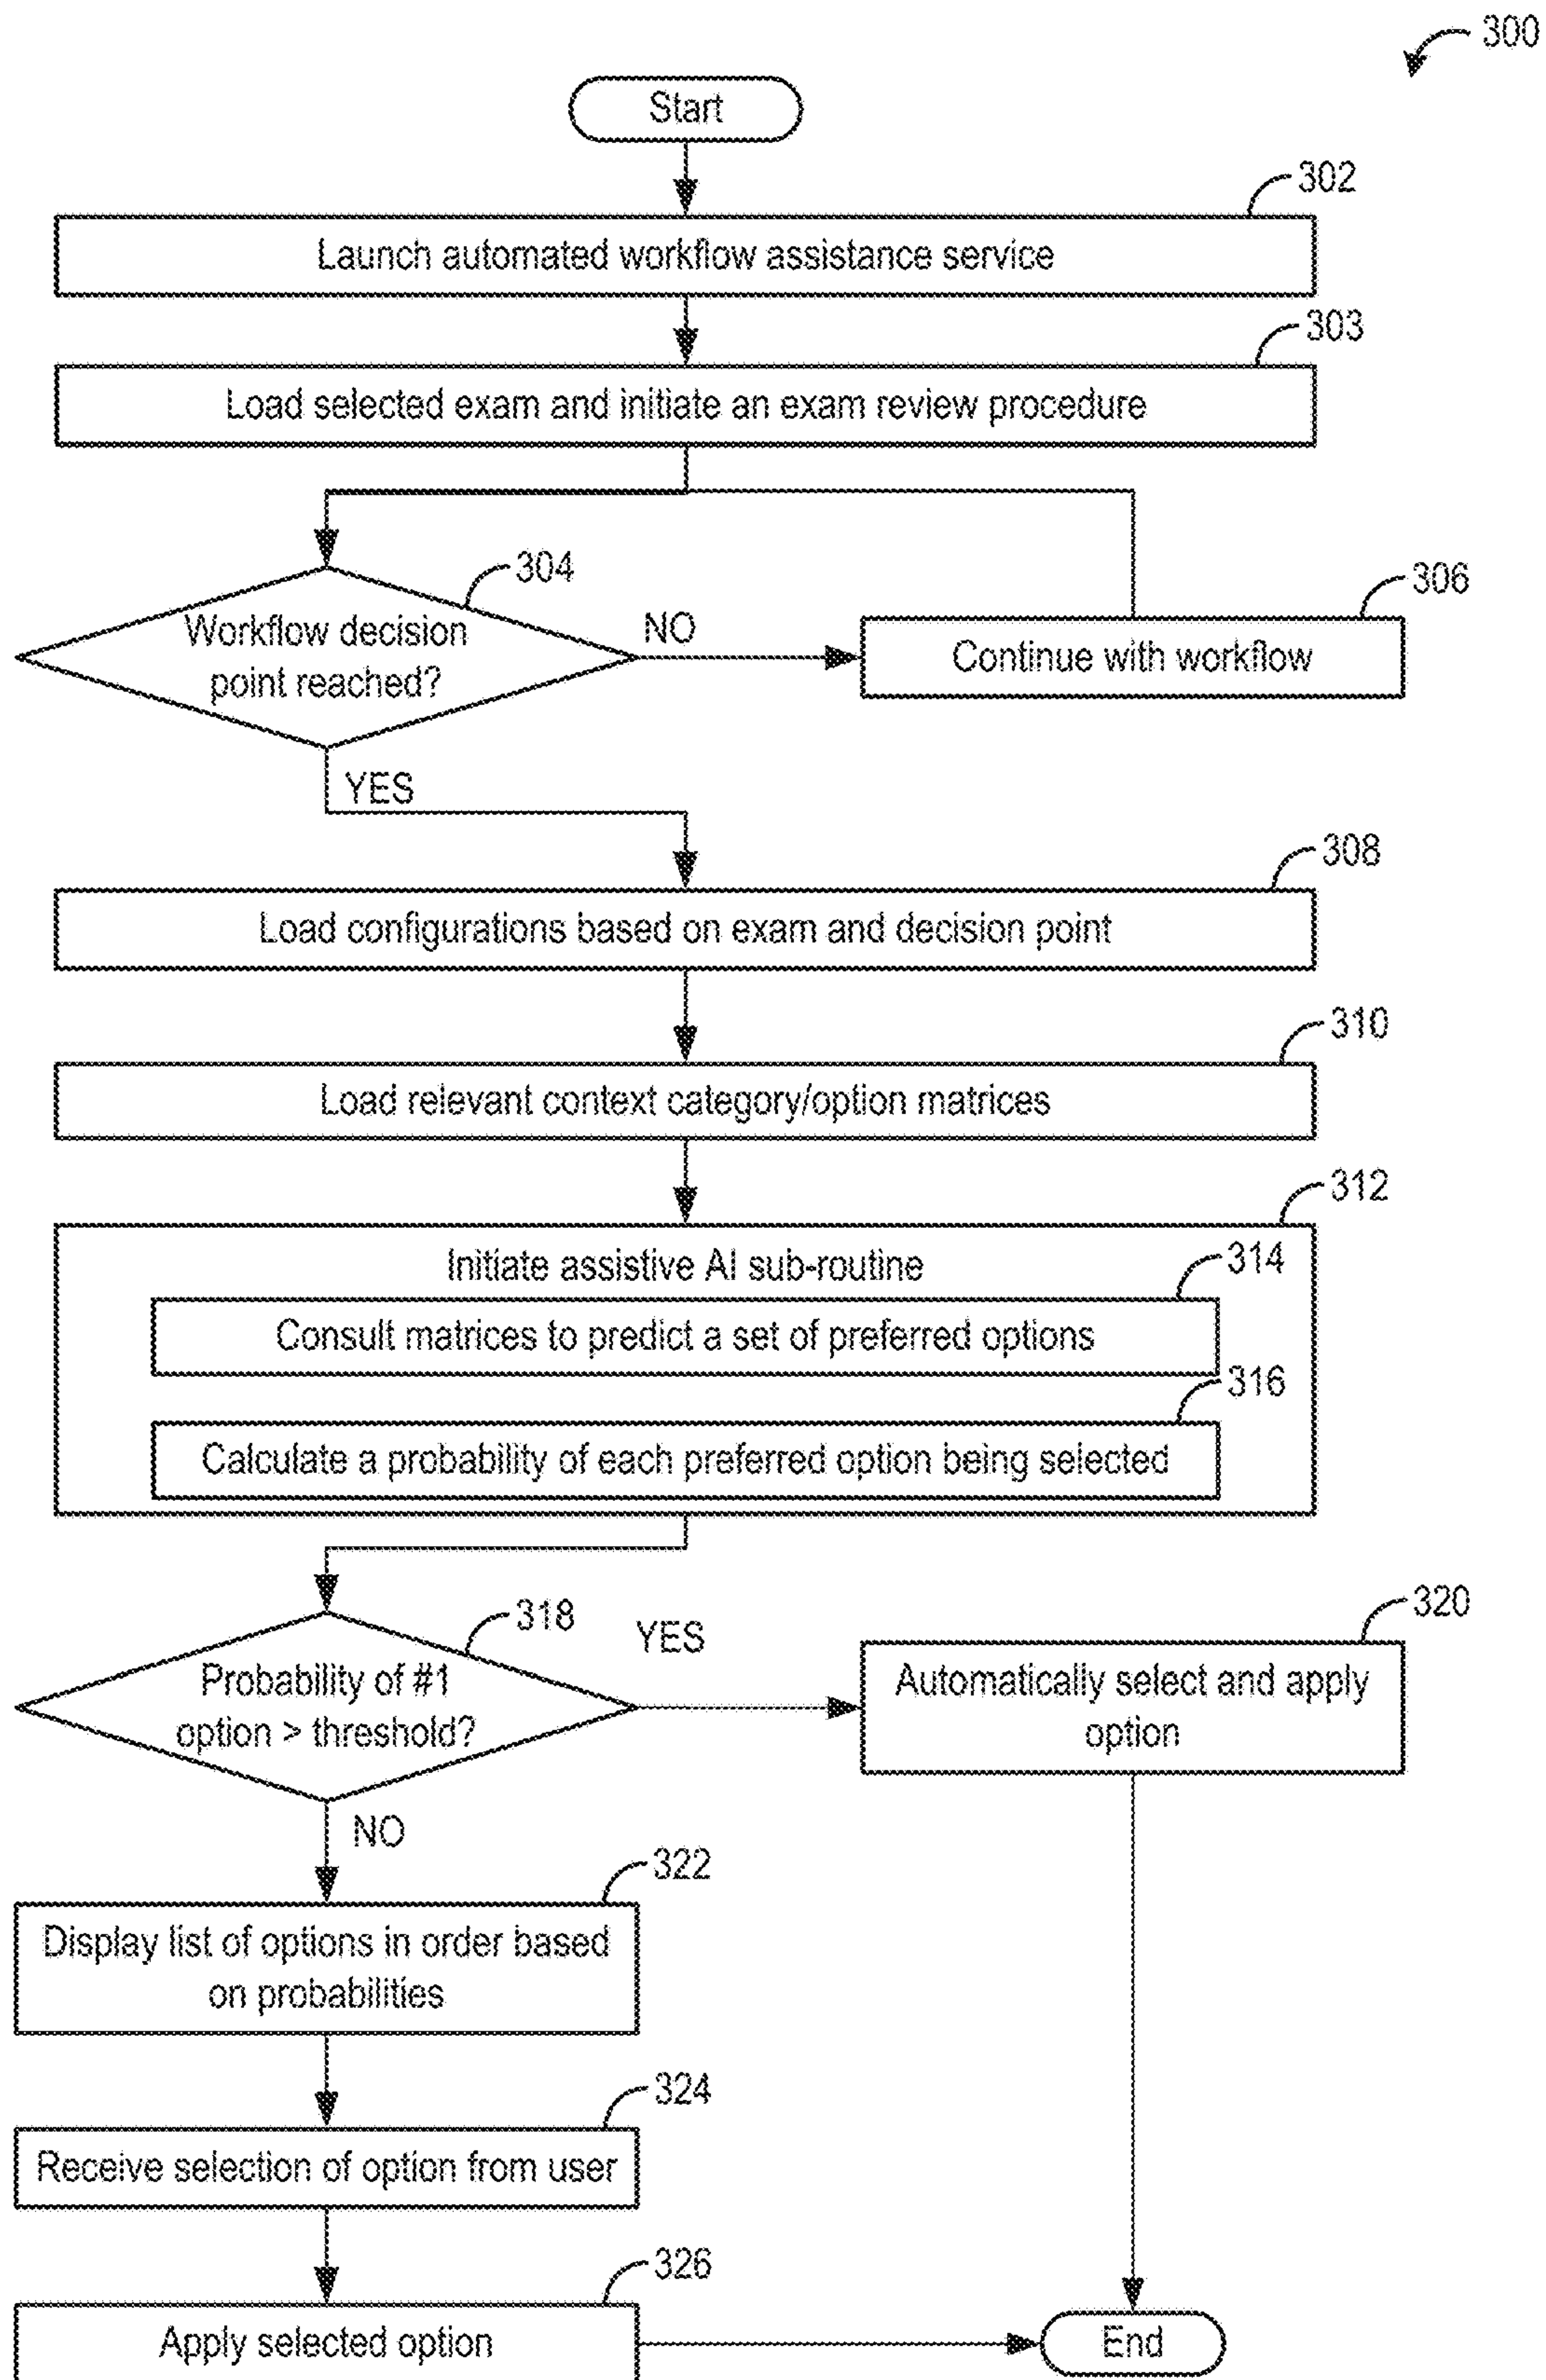 300
Start
302
Launch automated workflow assistance service
303
Load selected exam and initiate an exam review procedure
304
Workflow decision
point reached?
NO
306
Continue with workflow
YES
308
Load configurations based on exam and decision point
310
Load relevant context category/option matrices
312
Initiate assistive AI sub-routine
314
Consult matrices to predict a set of preferred options
316
Calculate a probability of each preferred option being selected
318
Probability of #1
option > threshold?
YES
320
Automatically select and apply
option
NO
322
Display list of options in order based
on probabilities
324
Receive selection of option from user
326
Apply selected option
End